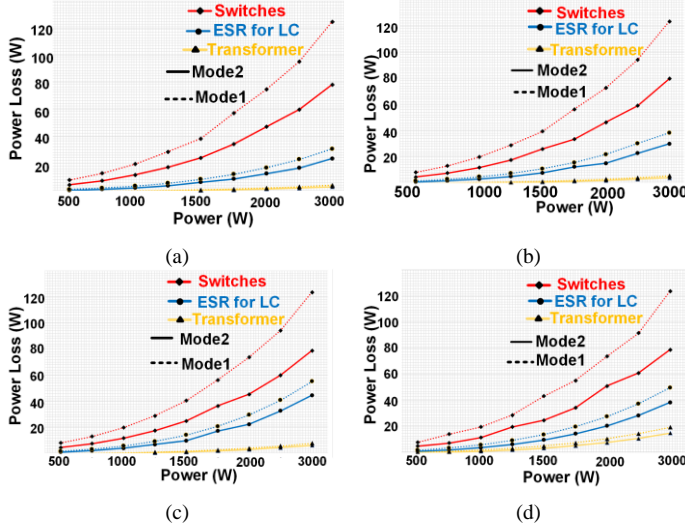 Power Loss (W)
120
100
80
60
40
20
Switches
ESR for LC
Transformer
Mode2
Mode1
500 1000 1500 2000 3000
Power (W)
(a)
Power Loss (W)
120
100
80
60
40
20
Switches
ESR for LC
Transformer
Mode2
Mode1
500 1000 1500 2000 3000
Power (W)
(b)
Power Loss (W)
120
100
80
60
40
20
Switches
ESR for LC
Transformer
Mode2
Mode1
500 1000 1500 2000 3000
Power (W)
(c)
Power Loss (W)
120
100
80
60
40
20
Switches
ESR for LC
Transformer
Mode2
Mode1
500 1000 1500 2000 3000
Power (W)
(d)